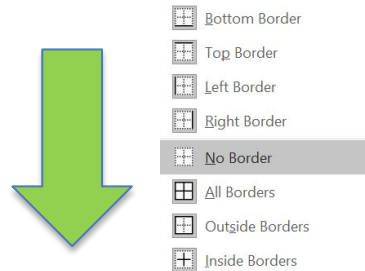 Bottom Border
Top Border
Left Border
Right Border
No Border
All Borders
Outside Borders
Inside Borders